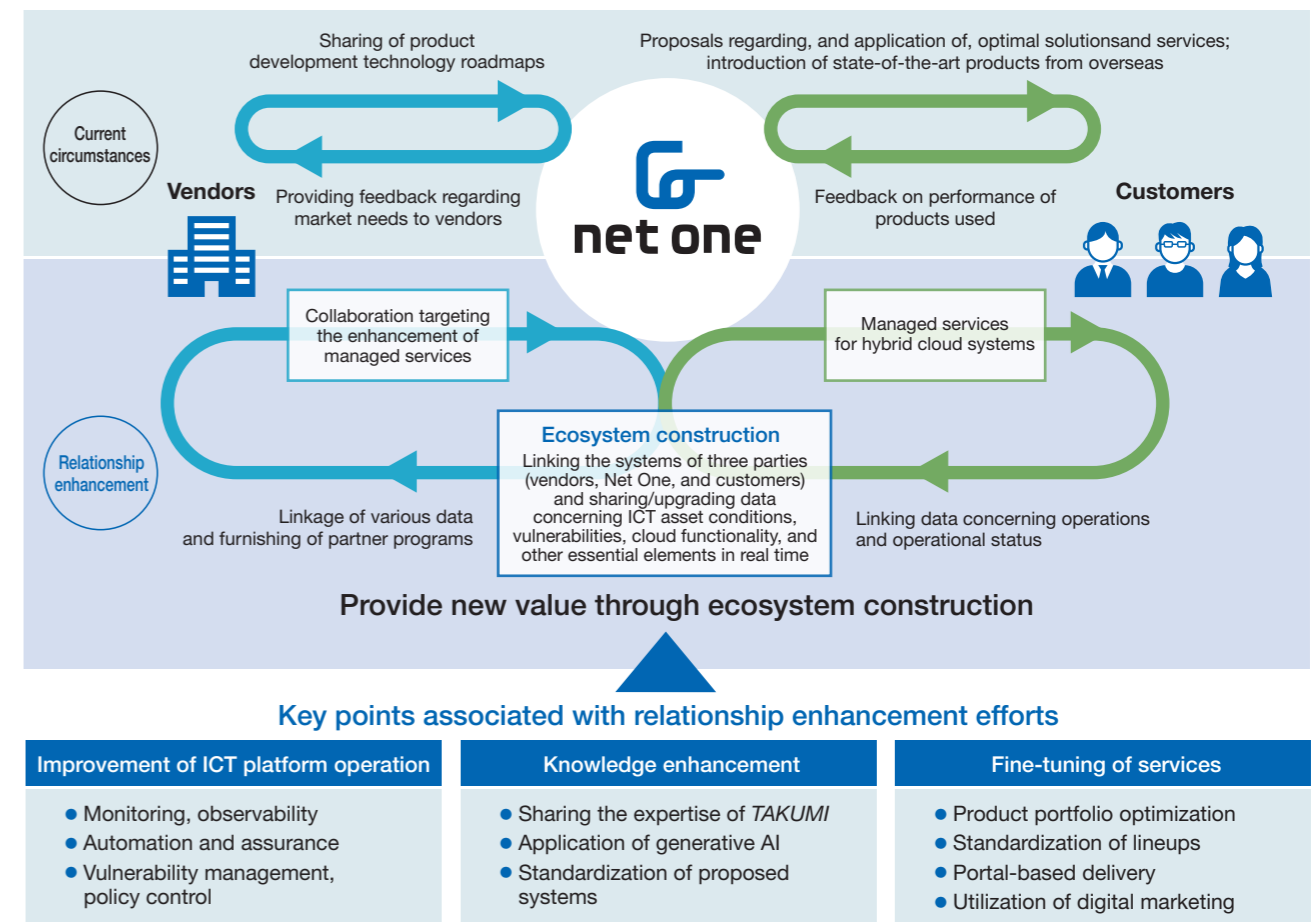 Sharing of product
development technology roadmaps
Proposals regarding, and application of, optimal solutionsand services;
introduction of state-of-the-art products from overseas
Current
circumstances
Vendors
Providing feedback regarding
market needs to vendors
net one
Feedback on performance of
products used
Customers
Collaboration targeting
the enhancement of
managed services
Managed services
for hybrid cloud systems
Relationship
enhancement
Ecosystem construction
Linking the systems of three parties
(vendors, Net One, and customers)
and sharing/upgrading data
concerning ICT asset conditions,
vulnerabilities, cloud functionality, and
other essential elements in real time
Linkage of various data
and furnishing of partner programs
Linking data concerning operations
and operational status
Provide new value through ecosystem construction
Key points associated with relationship enhancement efforts
Improvement of ICT platform operation
● Monitoring, observability
● Automation and assurance
● Vulnerability management,
policy control
Knowledge enhancement
● Sharing the expertise of TAKUMI
● Application of generative AI
● Standardization of proposed
systems
Fine-tuning of services
● Product portfolio optimization
● Standardization of lineups
● Portal-based delivery
● Utilization of digital marketing